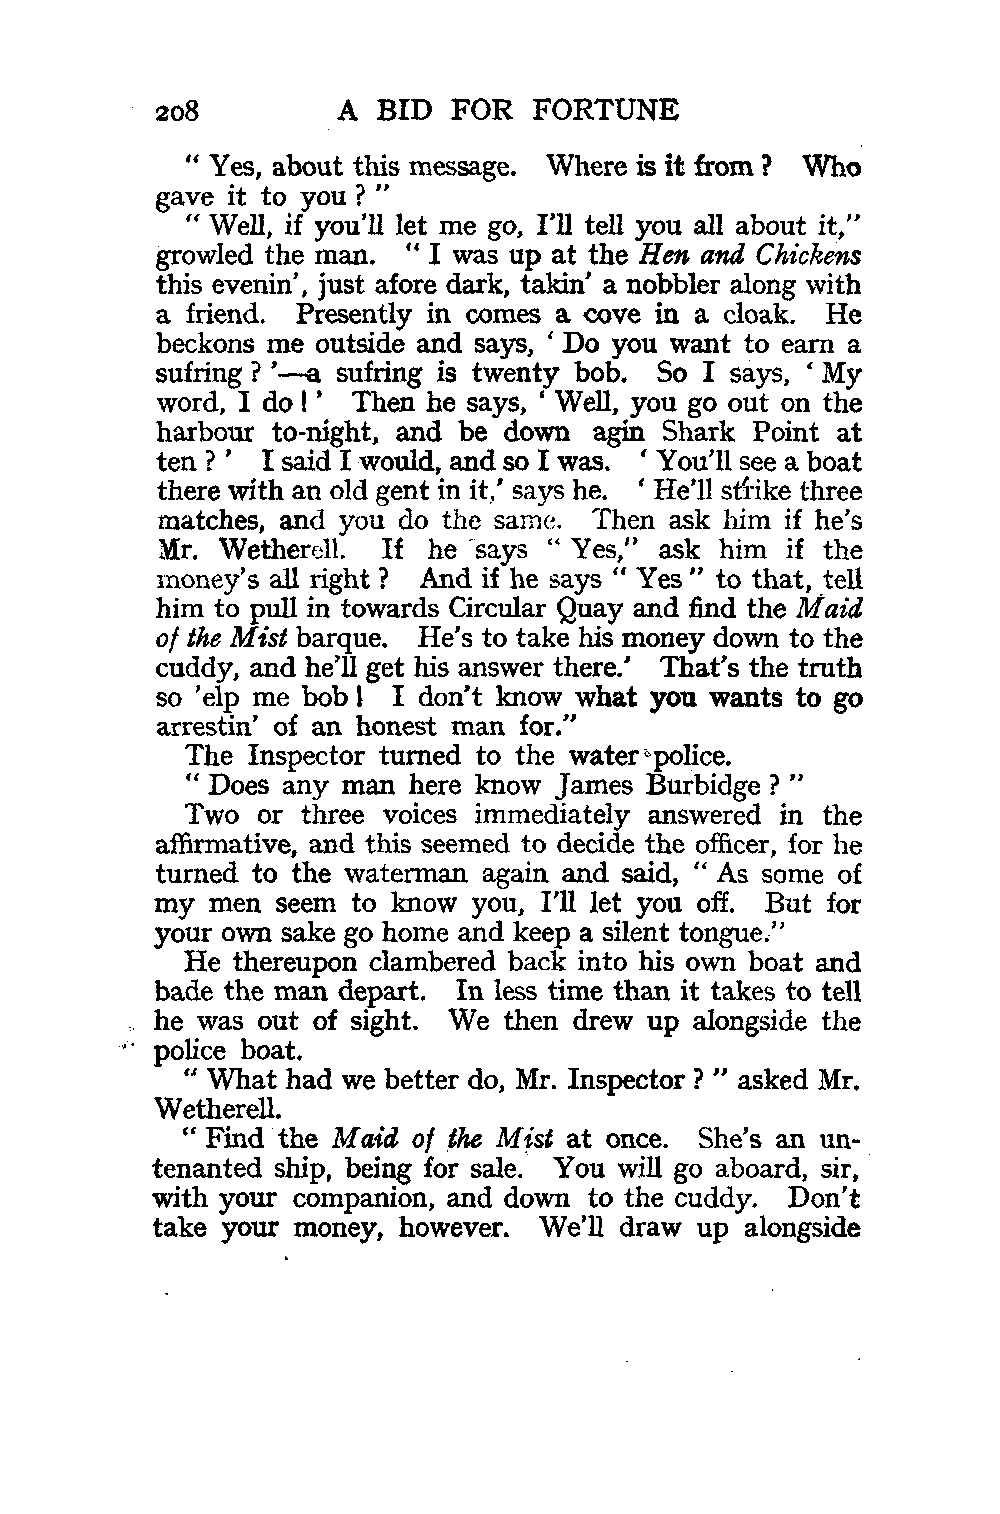 208 A BID FOR FORTUNE
" Yes, about this message. Where is it from ? Who
gave it to you ? "
" Well, if you'll let me go, I'll tell you all about it,"
growled the man. " I was up at the Hen and Chickens
this evenin', just afore dark, takin' a nobbler along with
a friend. Presently in comes a cove in a cloak. He
beckons me outside and says, ' Do you want to earn a
sufring ? '—a sufring is twenty bob. So I says, ' My
word, I do ! ' Then he says, ' Well, you go out on the
harbour to-night, and be down agin Shark Point at
ten ? ' I said I would, and so I was. ' You'll see a boat
there with an old gent in it,' says he. ' He'll strike three
matches, and you do the same. Then ask him if he's
Mr. Wetherell. If he says " Yes," ask him if the
money's all right ? And if he says " Yes " to that, tell
him to pull in towards Circular Quay and find the Maid
of the Mist barque. He's to take his money down to the
cuddy, and he'll get his answer there.' That's the truth
so 'elp me bob ! I don't know what you wants to go
arrestin' of an honest man for."
The Inspector turned to the water police.
" Does any man here know James Burbidge ? "
Two or three voices immediately answered in the
affirmative, and this seemed to decide the officer, for he
turned to the waterman again and said, " As some of
my men seem to know you, I'll let you off. But for
your own sake go home and keep a silent tongue."
He thereupon clambered back into his own boat and
bade the man depart. In less time than it takes to tell
he was out of sight. We then drew up alongside the
police boat.
" What had we better do, Mr. Inspector ? " asked Mr.
Wetherell.
" Find the Maid of the Mist at once. She's an un-
tenanted ship, being for sale. You will go aboard, sir,
with your companion, and down to the cuddy. Don't
take your money, however. We'll draw up alongside